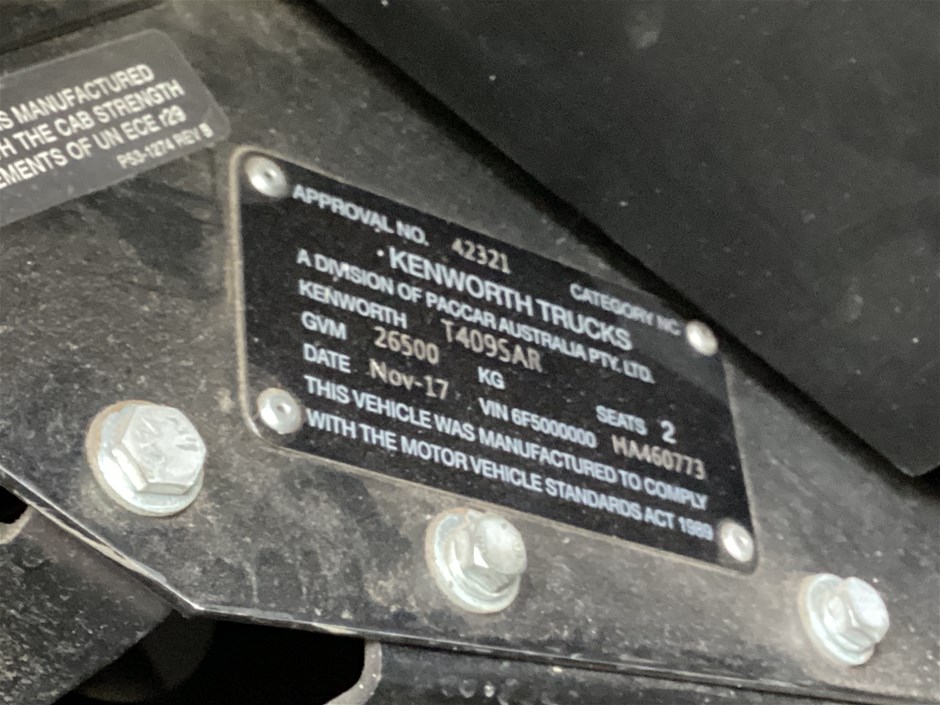 S MANUFACTURED
H THE CAB STRENGTH
EMENTS OF UN ECE r29
P53-1274 REV B
APPROVAL NO. 42321
CATEGORY NC
KENWORTH TRUCKS
A DIVISION OF PACCAR AUSTRALIA PTY. LTD.
KENWORTH T409SAR
GVM 26500 KG SEATS 2
DATE Nov-17 VIN 6F5000000 HA460773
THIS VEHICLE WAS MANUFACTURED TO COMPLY
WITH THE MOTOR VEHICLE STANDARDS ACT 1989